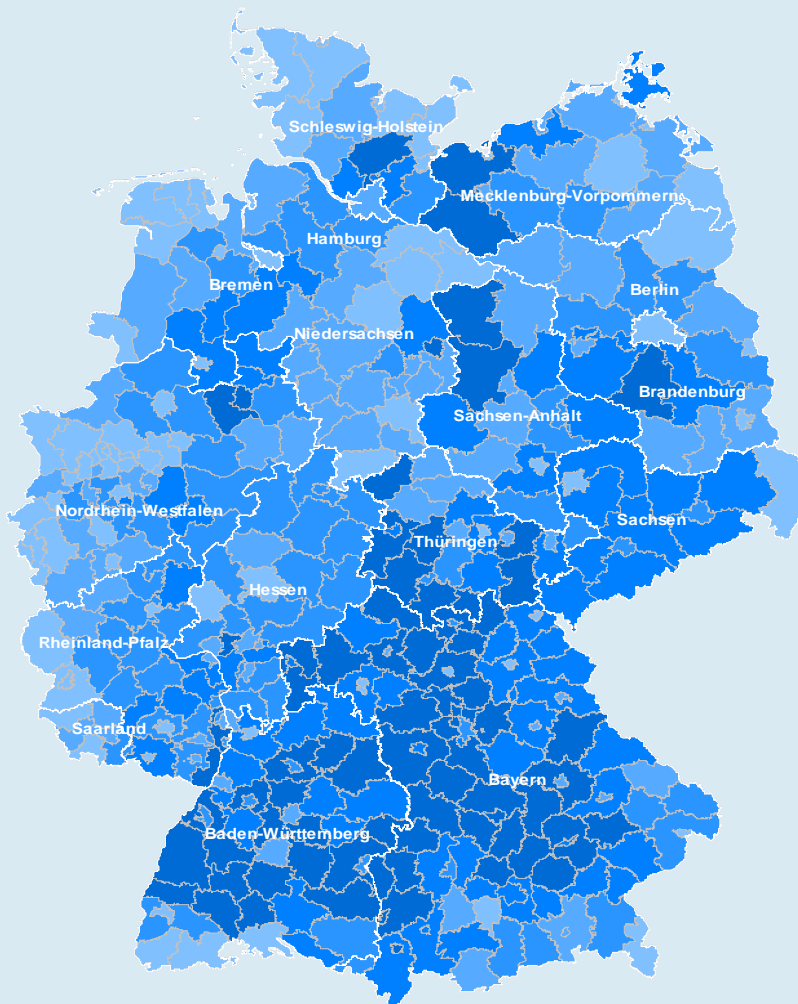 Schleswig-Holstein
Mecklenburg-Vorpommern
Hamburg
Bremen
Berlin
Niedersachsen
Brandenburg
Sachsen-Anhalt
Nordrhein-Westfalen
Sachsen
Thüringen
Hessen
Rheinland-Pfalz
Saarland
Bayern
Baden-Württemberg